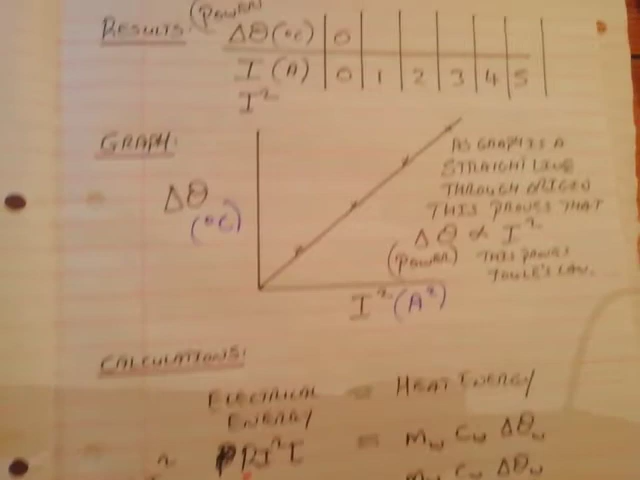 (POWER
RESULTS: Δθ(°C) 0
I (A) 0 1 2 3 4 5
I²
GRAPH:
Δθ
(°C)
AS GRAPH IS A
STRAIGHT LINE
THROUGH ORIGEN
THIS PROVES THAT
Δθ ∝ I²
(POWER) THIS PROVES
JOULE'S LAW.
I² (A²)
CALCULATIONS:
ELECTRICAL = HEAT ENERGY
ENERGY
RI²t = mw cw Δθw
mw cw Δθw